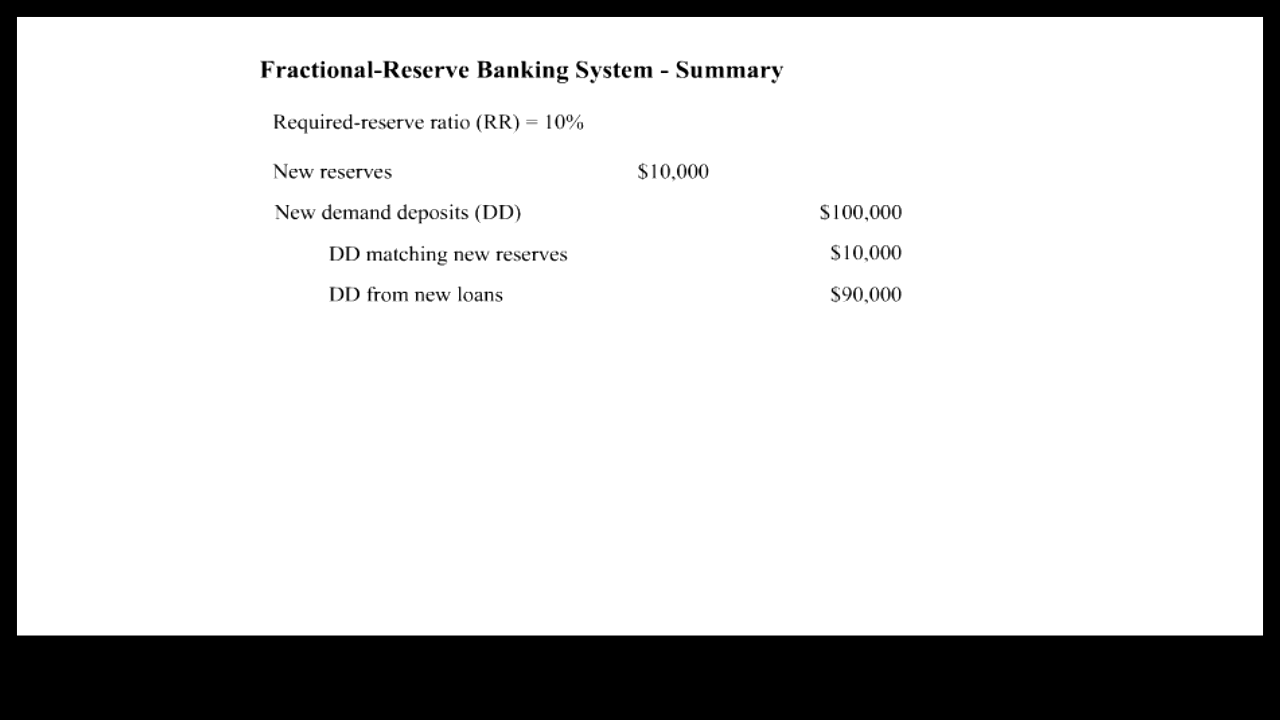 Fractional-Reserve Banking System - Summary
Required-reserve ratio (RR) = 10%
New reserves $10,000
New demand deposits (DD) $100,000
DD matching new reserves $10,000
DD from new loans $90,000